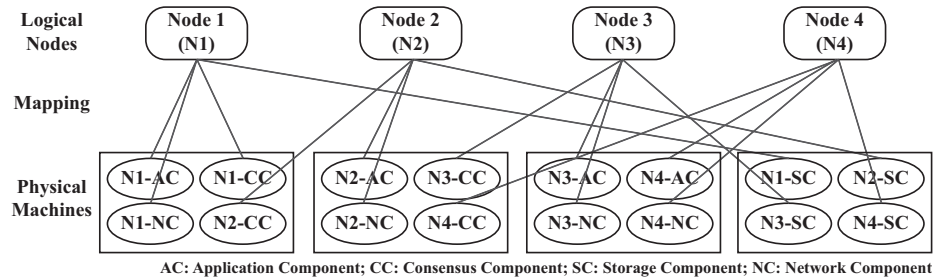 Logical Nodes
Node 1 (N1)
Node 2 (N2)
Node 3 (N3)
Node 4 (N4)
Mapping
Physical Machines
N1-AC N1-CC
N1-NC N2-CC
N2-AC N3-CC
N2-NC N4-CC
N3-AC N4-AC
N3-NC N4-NC
N1-SC N2-SC
N3-SC N4-SC
AC: Application Component; CC: Consensus Component; SC: Storage Component; NC: Network Component